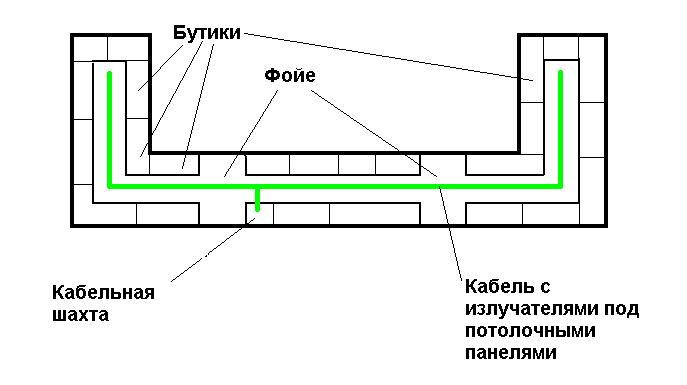 Бутики
Фойе
Кабельная
шахта
Кабель с
излучателями под
потолочными
панелями